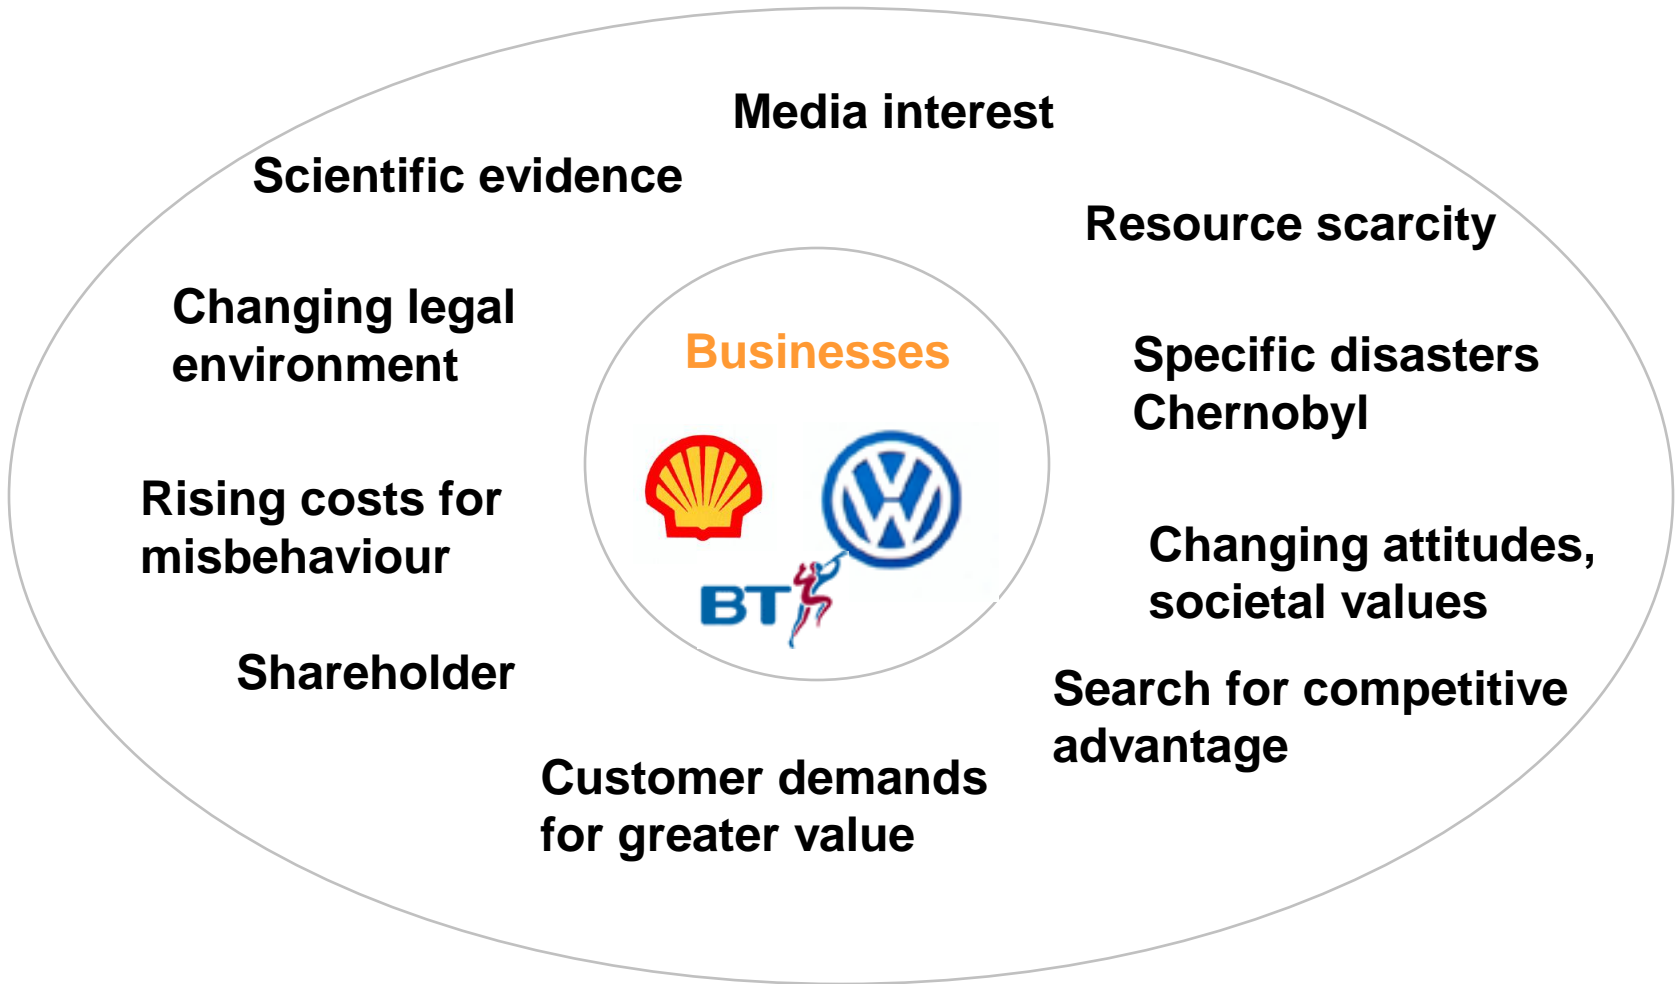 Media interest
Scientific evidence
Resource scarcity
Changing legal
environment
Businesses
Specific disasters
Chernobyl
Rising costs for
misbehaviour
Changing attitudes,
societal values
BT
Shareholder
Search for competitive
advantage
Customer demands
for greater value